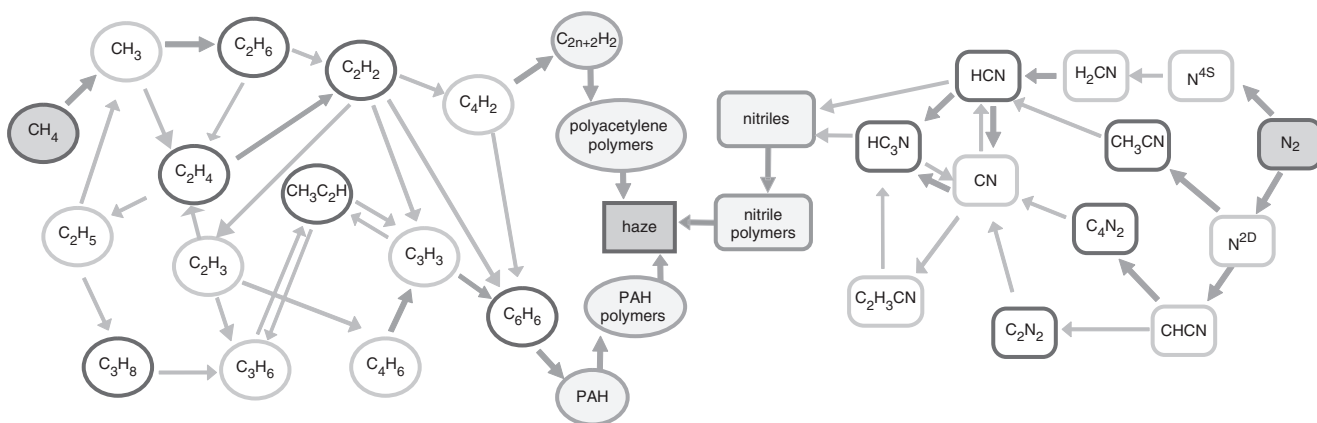 CH₄
CH₃
C₂H₆
C₂H₂
C₄H₂
C₂ₙ₊₂H₂
polyacetylene
polymers
C₂H₄
CH₃C₂H
C₂H₅
C₂H₃
C₃H₃
C₃H₈
C₃H₆
C₄H₆
C₆H₆
PAH
PAH
polymers
haze
nitriles
nitrile
polymers
HCN
H₂CN
N⁴ˢ
HC₃N
CN
CH₃CN
N₂
C₄N₂
N²ᴰ
C₂H₃CN
C₂N₂
CHCN